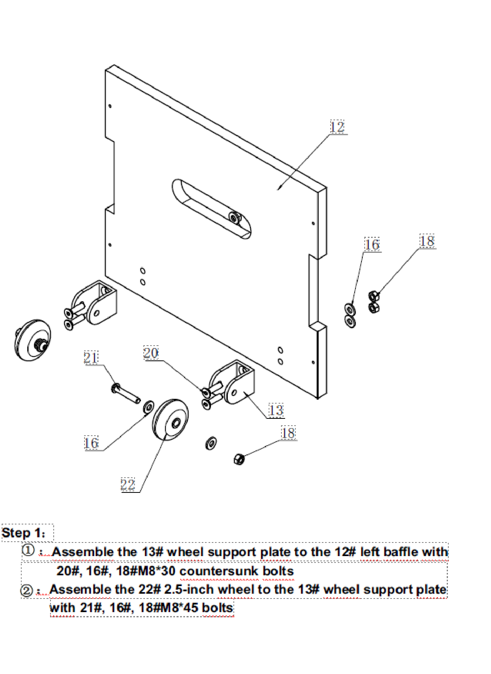 12
16
18
21
20
13
16
18
22
Step 1:
① : Assemble the 13# wheel support plate to the 12# left baffle with
20#, 16#, 18#M8*30 countersunk bolts
② : Assemble the 22# 2.5-inch wheel to the 13# wheel support plate
with 21#, 16#, 18#M8*45 bolts